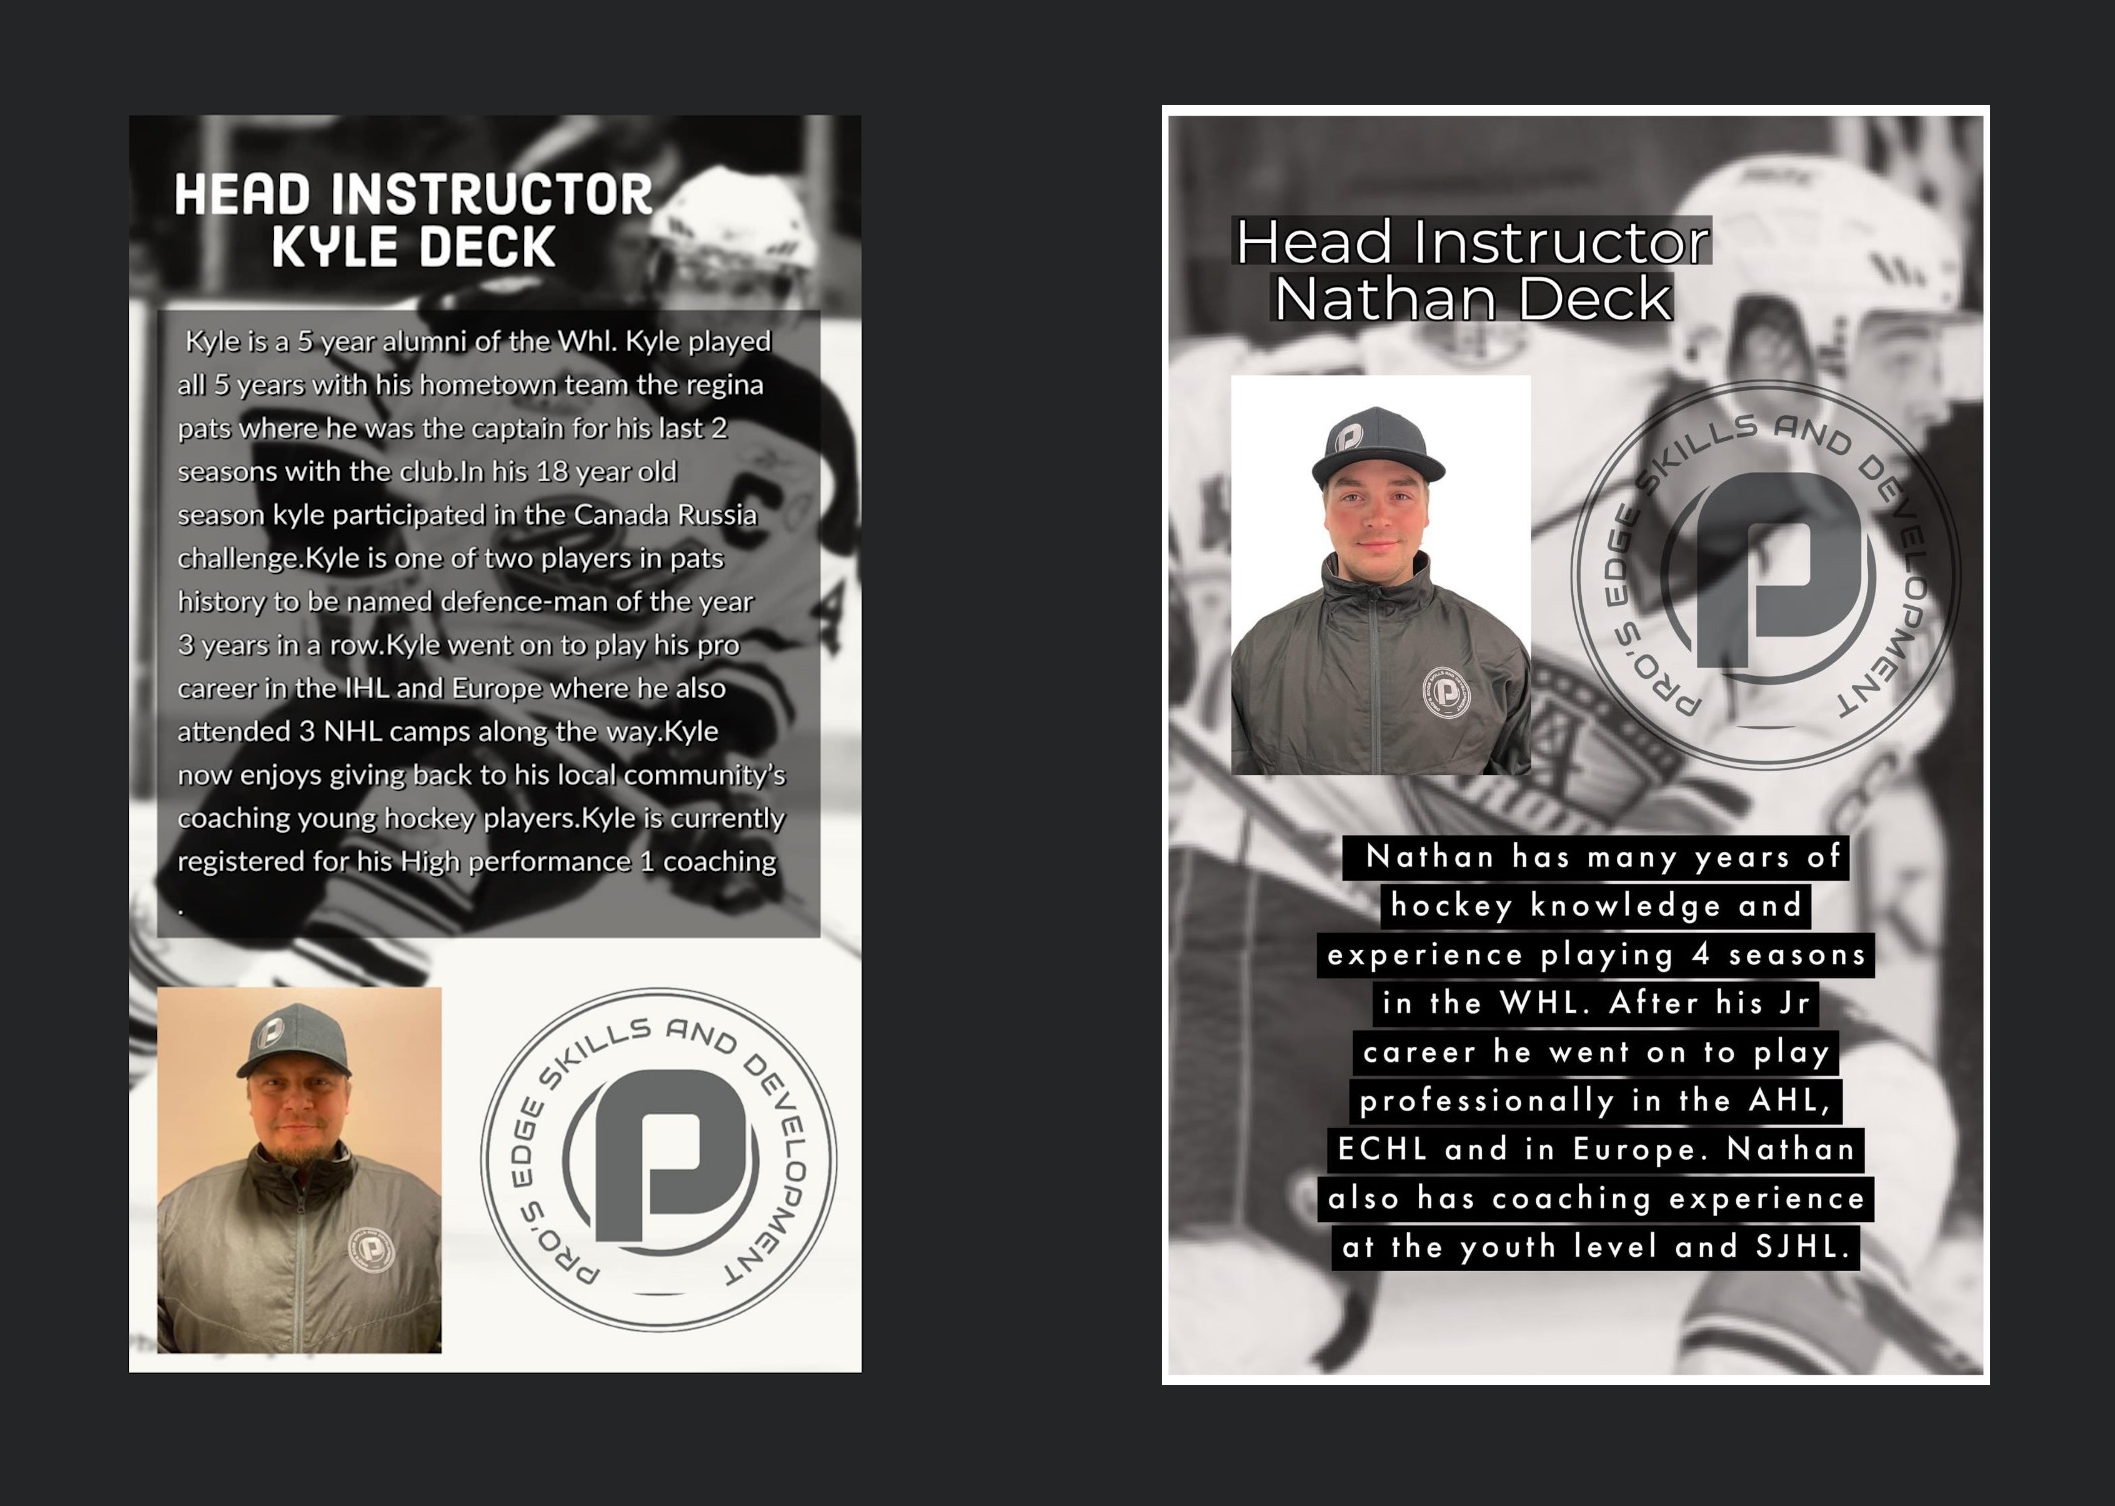 HEAD INSTRUCTOR
KYLE DECK
Kyle is a 5 year alumni of the Whl. Kyle played
all 5 years with his hometown team the regina
pats where he was the captain for his last 2
seasons with the club.In his 18 year old
season kyle participated in the Canada Russia
challenge.Kyle is one of two players in pats
history to be named defence-man of the year
3 years in a row.Kyle went on to play his pro
career in the IHL and Europe where he also
attended 3 NHL camps along the way.Kyle
now enjoys giving back to his local community’s
coaching young hockey players.Kyle is currently
registered for his High performance 1 coaching
.
PRO'S EDGE SKILLS AND DEVELOPMENT
P
Head Instructor
Nathan Deck
PRO'S EDGE SKILLS AND DEVELOPMENT
P
Nathan has many years of
hockey knowledge and
experience playing 4 seasons
in the WHL. After his Jr
career he went on to play
professionally in the AHL,
ECHL and in Europe. Nathan
also has coaching experience
at the youth level and SJHL.